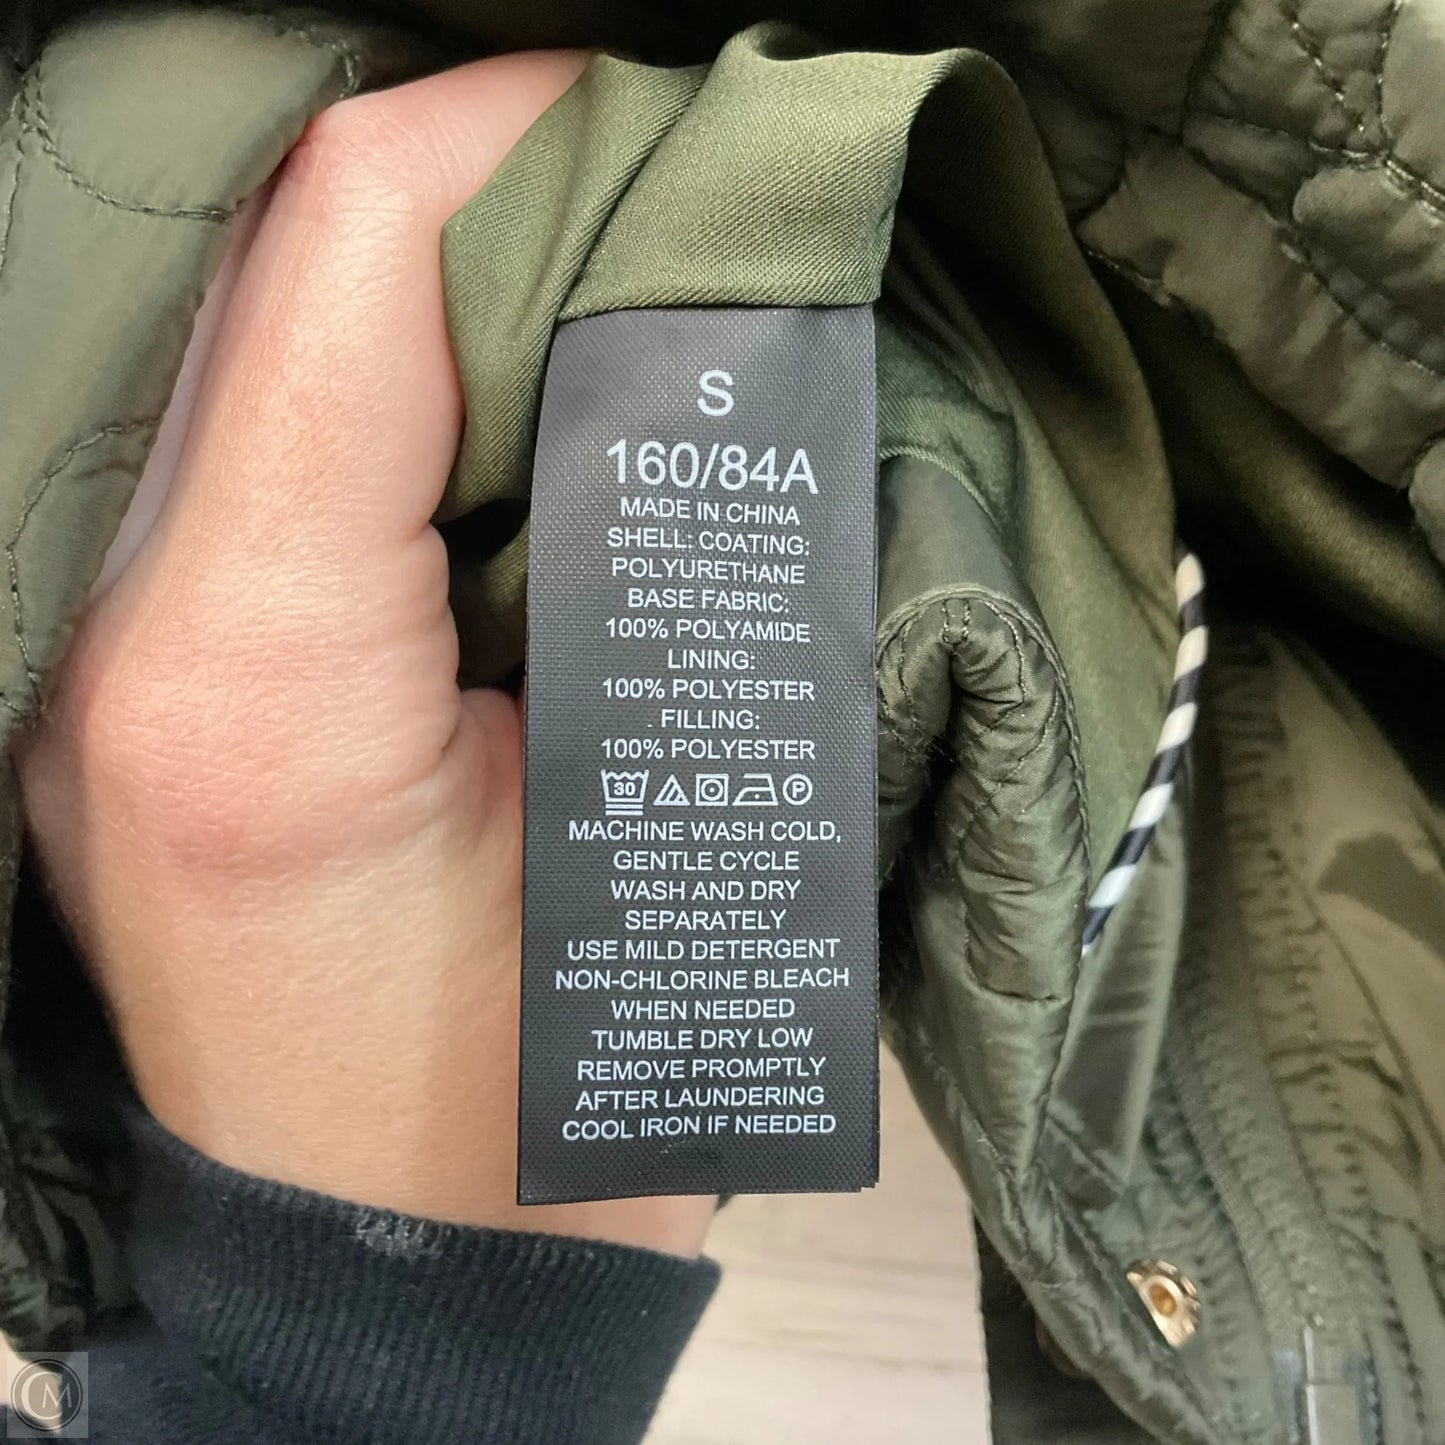 S
160/84A
MADE IN CHINA
SHELL: COATING:
POLYURETHANE
BASE FABRIC:
100% POLYAMIDE
LINING:
100% POLYESTER
FILLING:
100% POLYESTER
30 P
MACHINE WASH COLD,
GENTLE CYCLE
WASH AND DRY
SEPARATELY
USE MILD DETERGENT
NON-CHLORINE BLEACH
WHEN NEEDED
TUMBLE DRY LOW
REMOVE PROMPTLY
AFTER LAUNDERING
COOL IRON IF NEEDED
CM